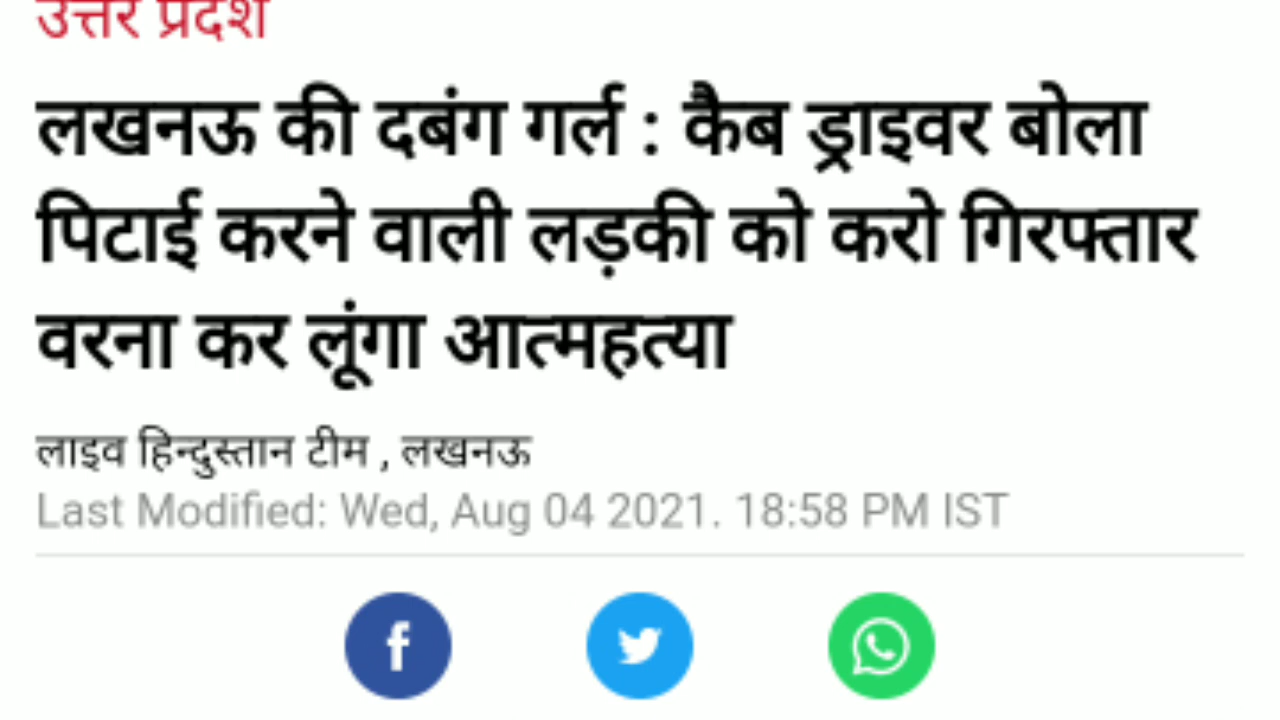 उत्तर प्रदेश
लखनऊ की दबंग गर्ल : कैब ड्राइवर बोला
पिटाई करने वाली लड़की को करो गिरफ्तार
वरना कर लूंगा आत्महत्या
लाइव हिन्दुस्तान टीम , लखनऊ
Last Modified: Wed, Aug 04 2021. 18:58 PM IST